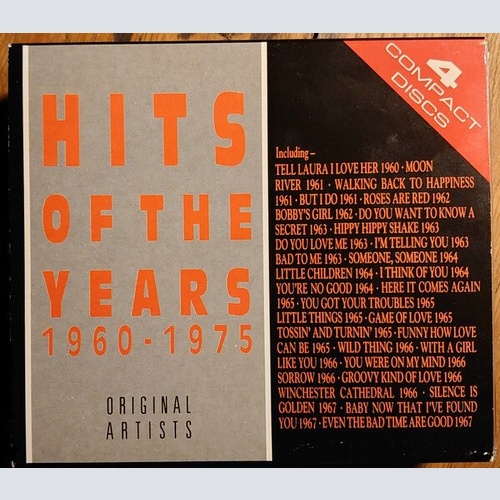 HITS
OF THE
YEARS
1960-1975
ORIGINAL
ARTISTS
4
COMPACT
DISCS
Including –
TELL LAURA I LOVE HER 1960 · MOON
RIVER 1961 · WALKING BACK TO HAPPINESS
1961 · BUT I DO 1961 · ROSES ARE RED 1962
BOBBY'S GIRL 1962 · DO YOU WANT TO KNOW A
SECRET 1963 · HIPPY HIPPY SHAKE 1963
DO YOU LOVE ME 1963 · I'M TELLING YOU 1963
BAD TO ME 1963 · SOMEONE, SOMEONE 1964
LITTLE CHILDREN 1964 · I THINK OF YOU 1964
YOU'RE NO GOOD 1964 · HERE IT COMES AGAIN
1965 · YOU GOT YOUR TROUBLES 1965
LITTLE THINGS 1965 · GAME OF LOVE 1965
TOSSIN' AND TURNIN' 1965 · FUNNY HOW LOVE
CAN BE 1965 · WILD THING 1966 · WITH A GIRL
LIKE YOU 1966 · YOU WERE ON MY MIND 1966
SORROW 1966 · GROOVY KIND OF LOVE 1966
WINCHESTER CATHEDRAL 1966 · SILENCE IS
GOLDEN 1967 · BABY NOW THAT I'VE FOUND
YOU 1967 · EVEN THE BAD TIME ARE GOOD 1967